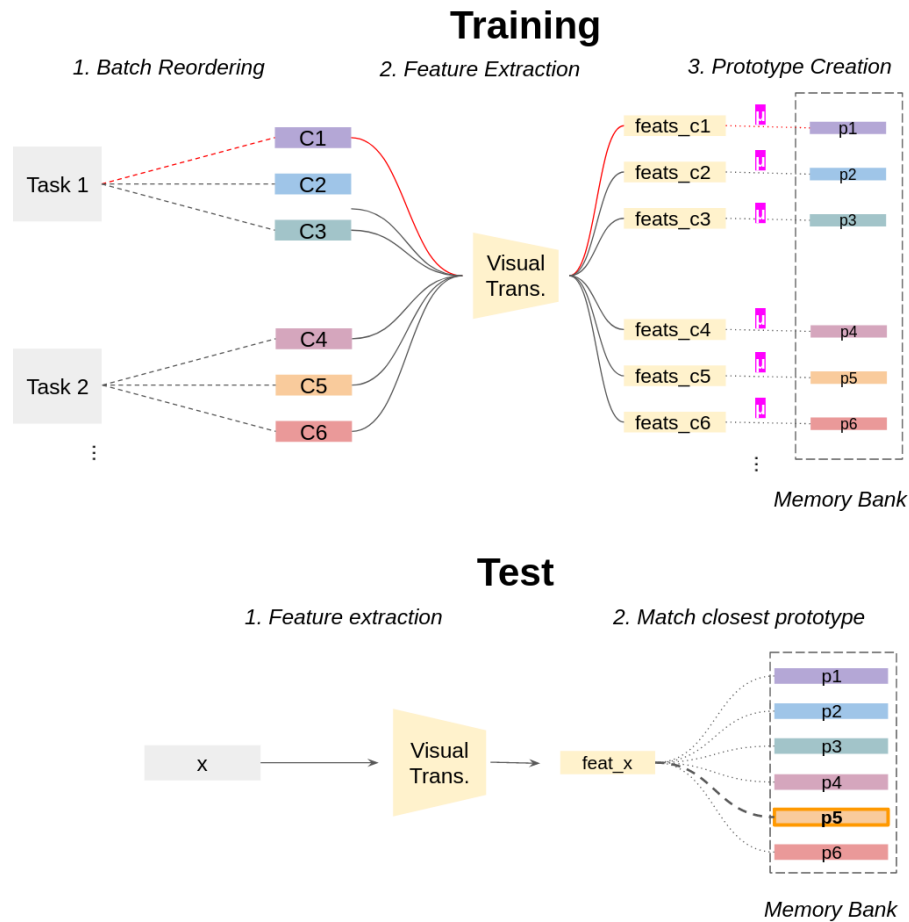 Training
1. Batch Reordering
2. Feature Extraction
3. Prototype Creation
Task 1
C1
C2
C3
Task 2
C4
C5
C6
...
Visual
Trans.
feats_c1
feats_c2
feats_c3
feats_c4
feats_c5
feats_c6
μ
μ
μ
μ
μ
μ
...
p1
p2
p3
p4
p5
p6
Memory Bank
Test
1. Feature extraction
2. Match closest prototype
x
Visual
Trans.
feat_x
p1
p2
p3
p4
p5
p6
Memory Bank